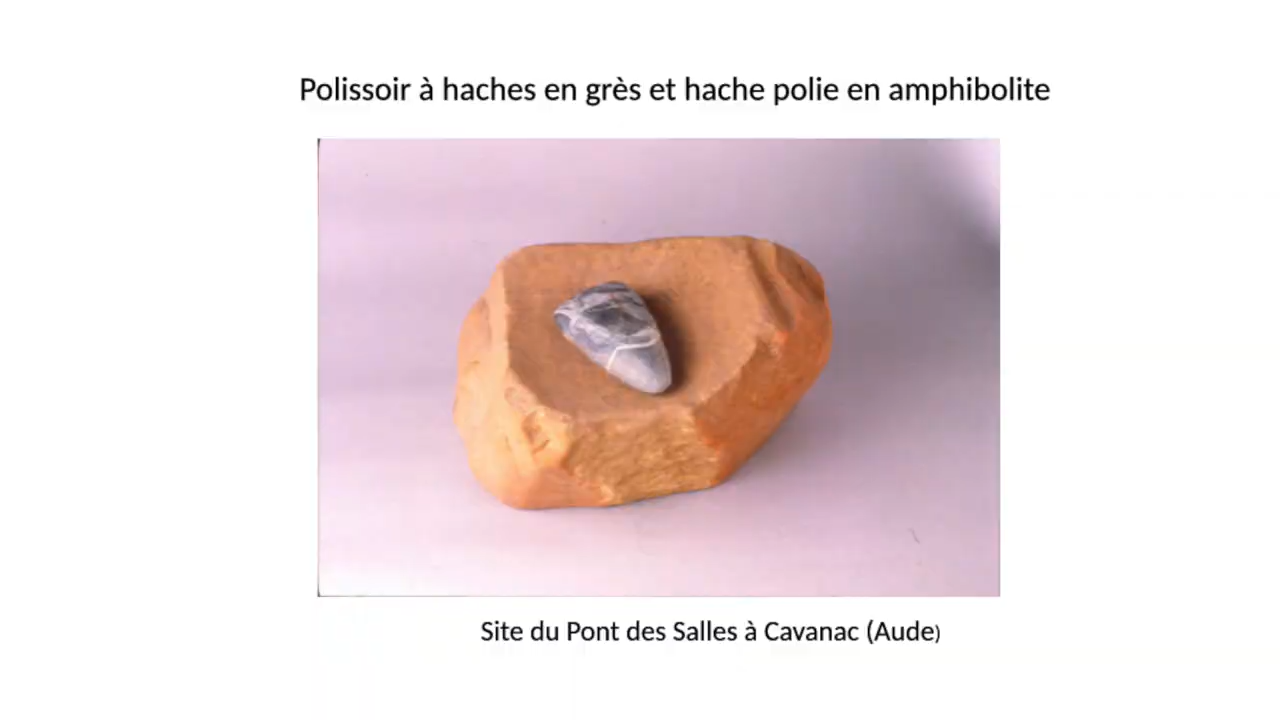 Polissoir à haches en grès et hache polie en amphibolite
Site du Pont des Salles à Cavanac (Aude)